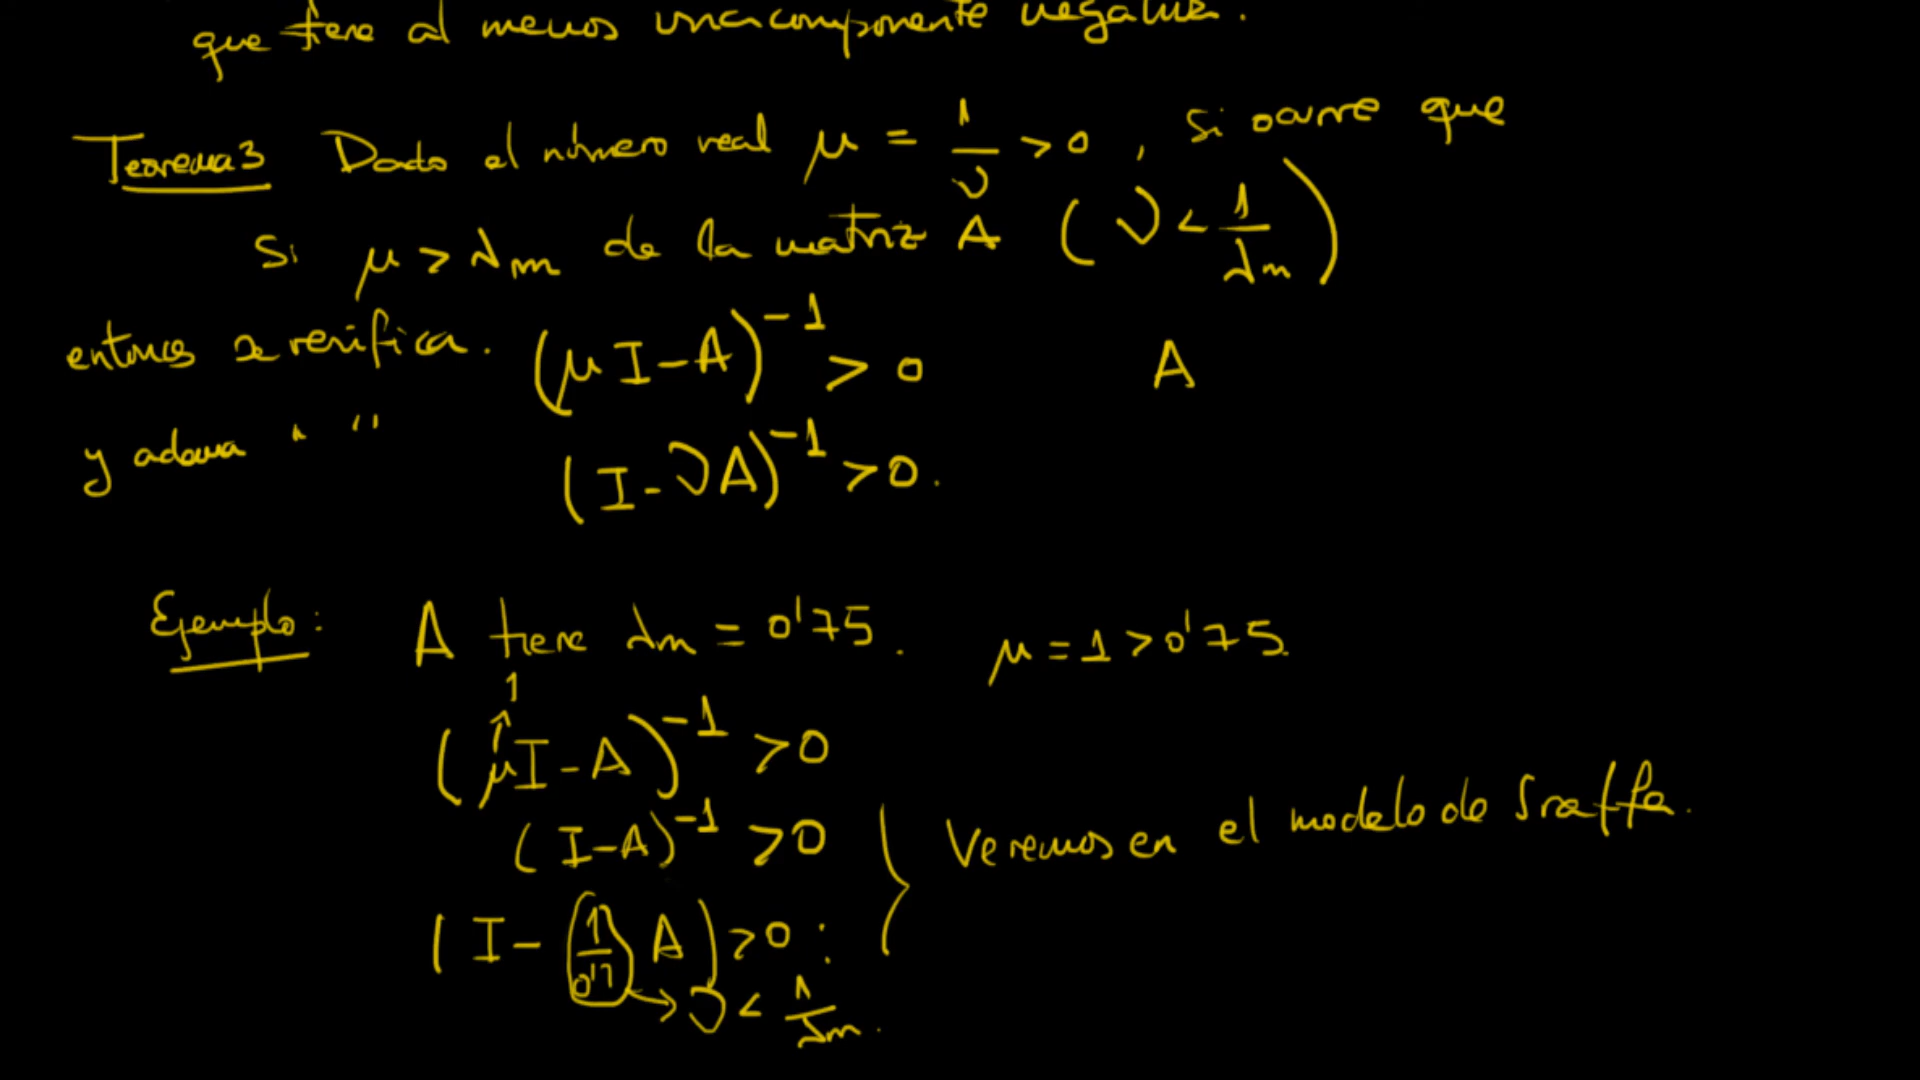 que tiene al menos una componente negativa.
Teorema 3 Dado el número real μ = 1/ν > 0, si ocurre que
Si μ > λm de la matriz A (ν < 1/λm)
entonces se verifica. (μI - A)^-1 > 0 A
y además " " (I - νA)^-1 > 0.
Ejemplo: A tiene λm = 0'75. μ = 1 > 0'75.
1
(μI - A)^-1 > 0
(I - A)^-1 > 0 } Veremos en el modelo de Sraffa.
(I - (1/0'7) A) > 0 :
→ ν < 1/λm.